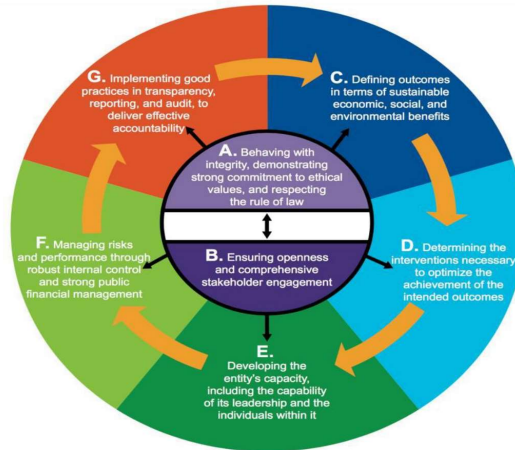 G. Implementing good
practices in transparency,
reporting, and audit, to
deliver effective
accountability
C. Defining outcomes
in terms of sustainable
economic, social, and
environmental benefits
A. Behaving with
integrity, demonstrating
strong commitment to ethical
values, and respecting
the rule of law
F. Managing risks
and performance through
robust internal control
and strong public
financial management
B. Ensuring openness
and comprehensive
stakeholder engagement
D. Determining the
interventions necessary
to optimize the
achievement of the
intended outcomes
E.
Developing the
entity's capacity,
including the capability
of its leadership and the
individuals within it